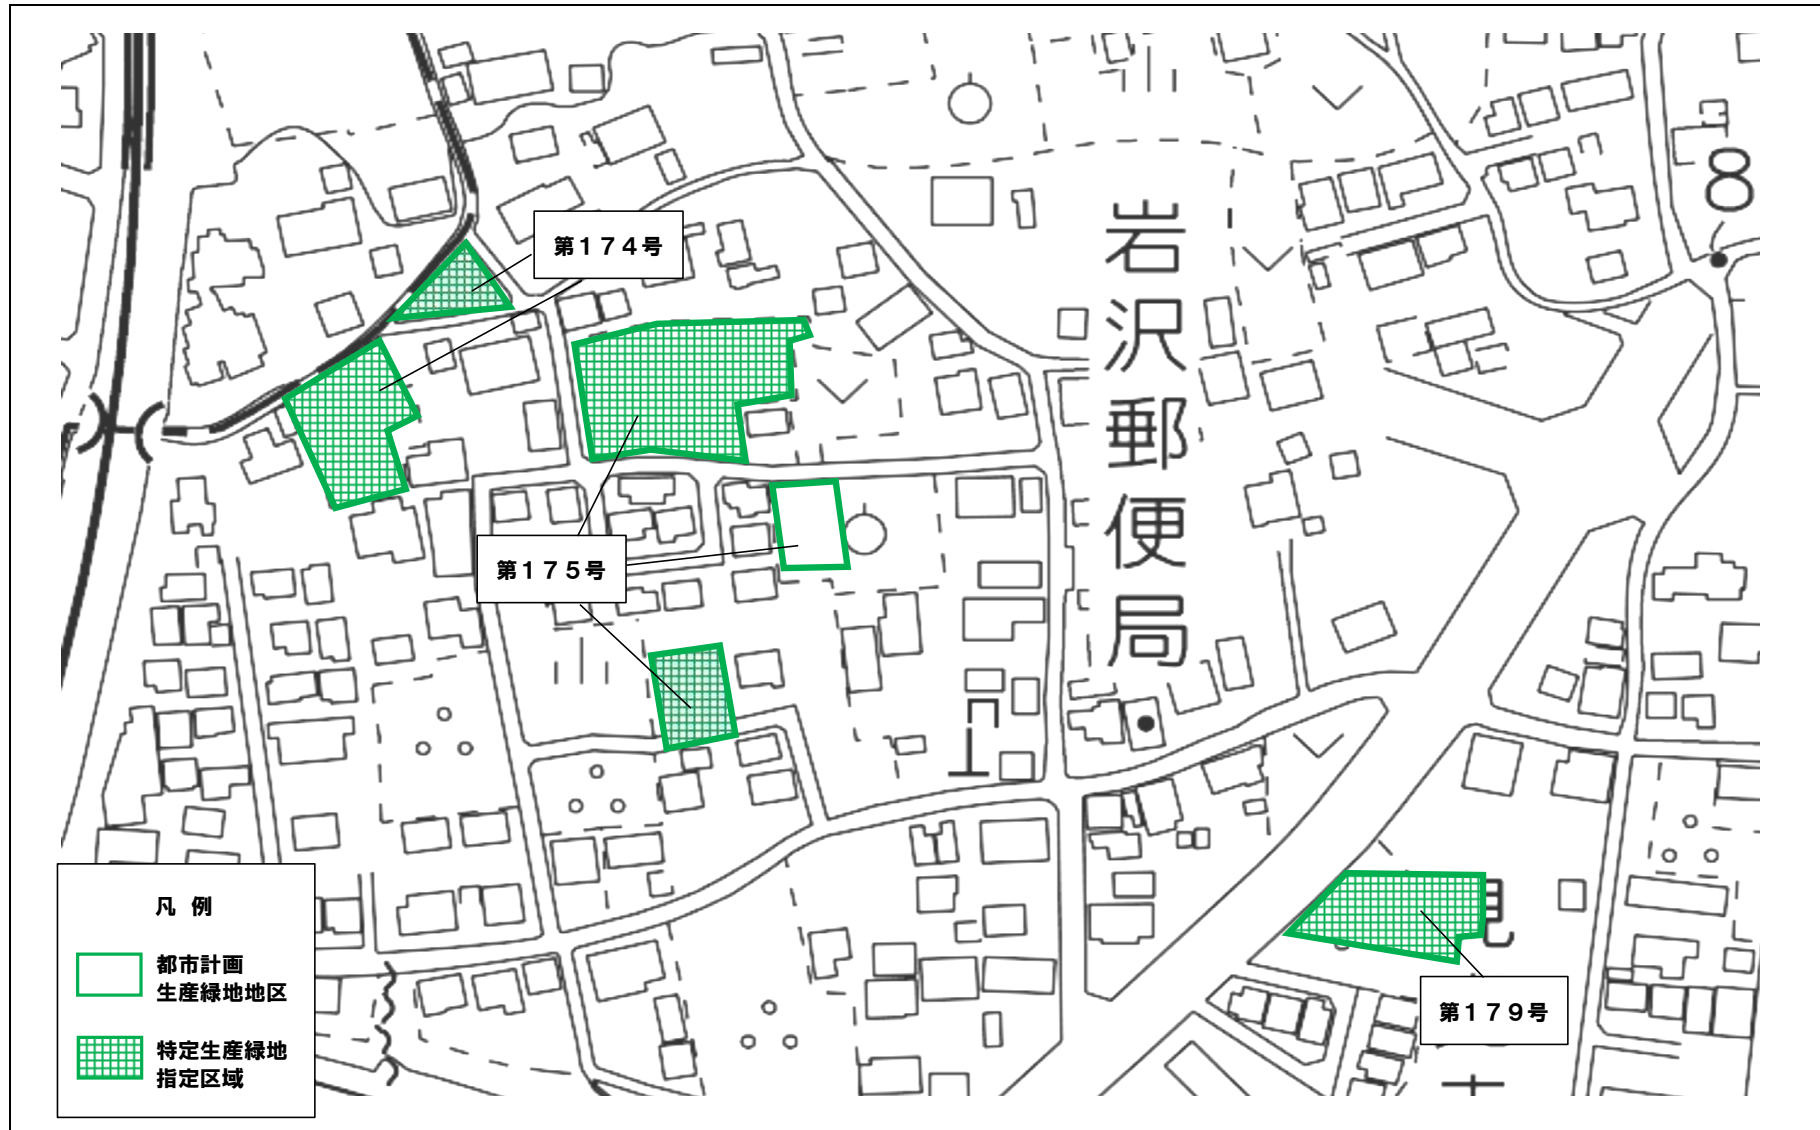 8
第１７４号
岩沢郵便局
第１７５号
第１７９号
凡 例
都市計画
生産緑地地区
特定生産緑地
指定区域